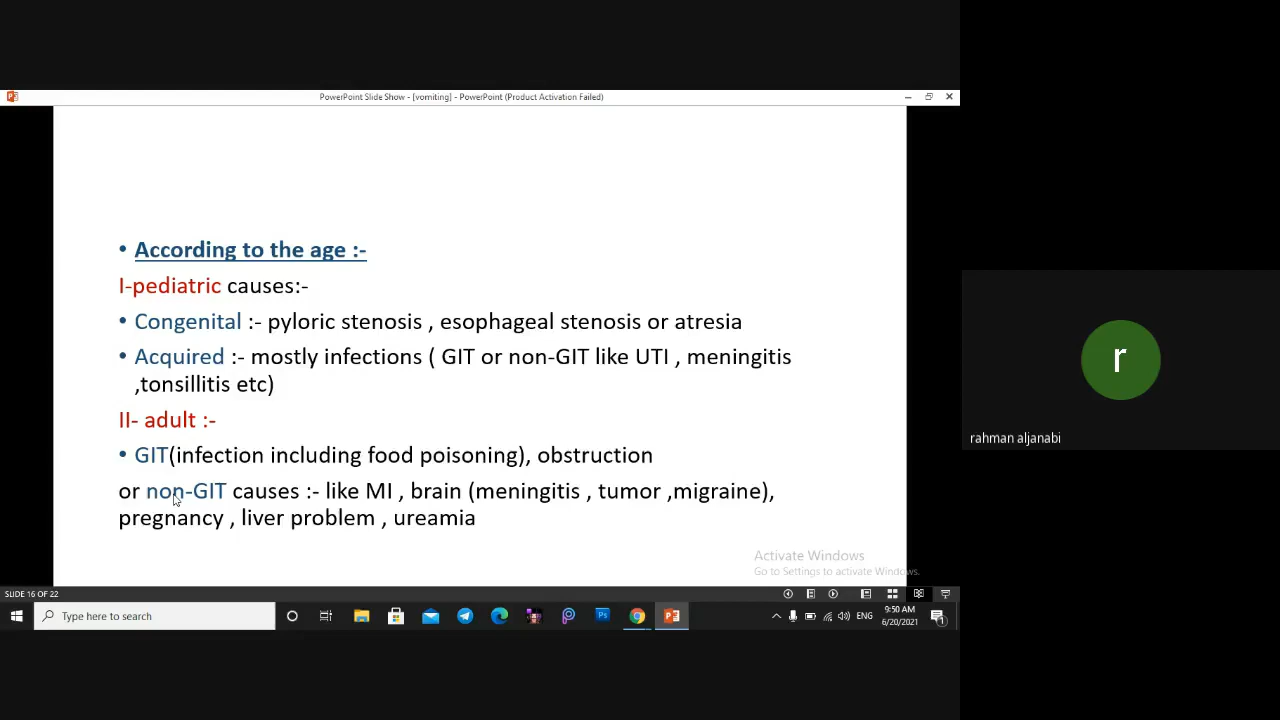 PowerPoint Slide Show - [vomiting] - PowerPoint (Product Activation Failed)
• According to the age :-
I-pediatric causes:-
• Congenital :- pyloric stenosis , esophageal stenosis or atresia
• Acquired :- mostly infections ( GIT or non-GIT like UTI , meningitis
,tonsillitis etc)
II- adult :-
• GIT(infection including food poisoning), obstruction
or non-GIT causes :- like MI , brain (meningitis , tumor ,migraine),
pregnancy , liver problem , ureamia
r
rahman aljanabi
Activate Windows
Go to Settings to activate Windows.
SLIDE 16 OF 22
Type here to search
Ps
ENG
9:50 AM
6/20/2021
1